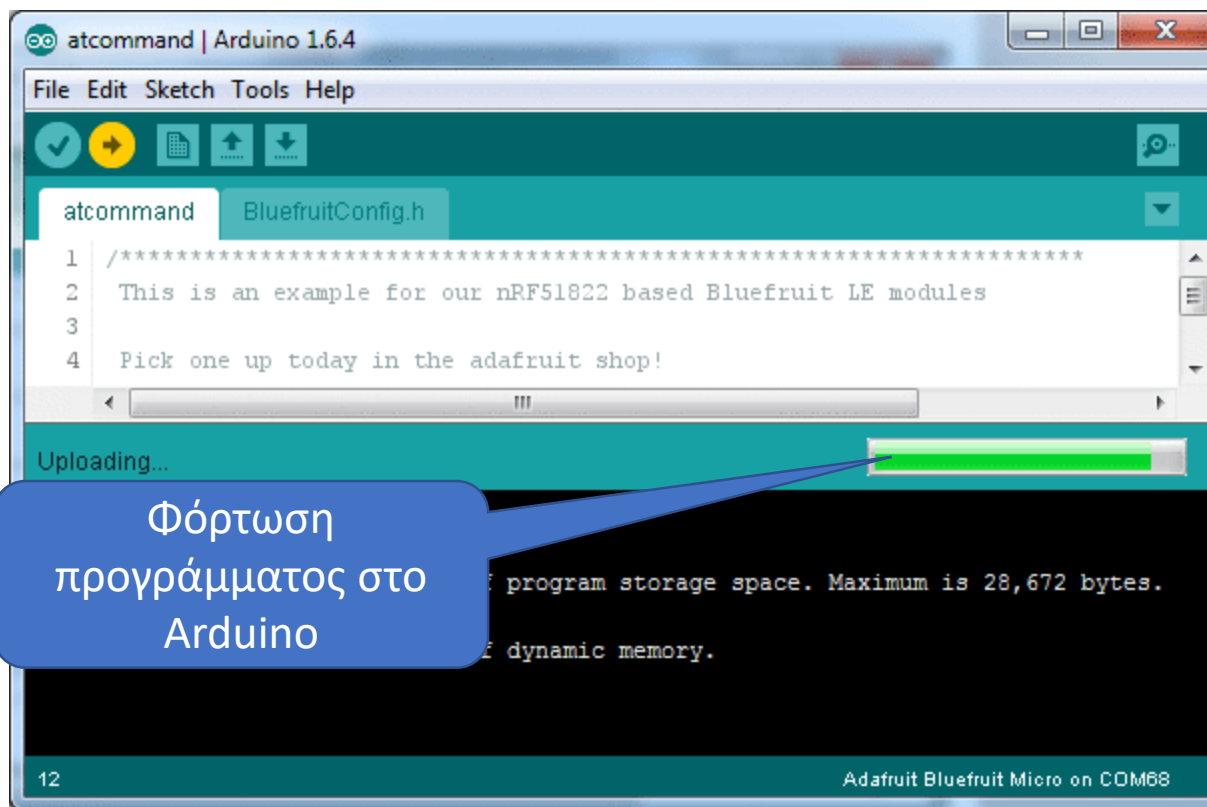 atcommand | Arduino 1.6.4
File Edit Sketch Tools Help
atcommand BluefruitConfig.h
1 /**********************************************************************
2 This is an example for our nRF51822 based Bluefruit LE modules
3
4 Pick one up today in the adafruit shop!
Uploading...
Φόρτωση
προγράμματος στο
Arduino
program storage space. Maximum is 28,672 bytes.
dynamic memory.
12 Adafruit Bluefruit Micro on COM68